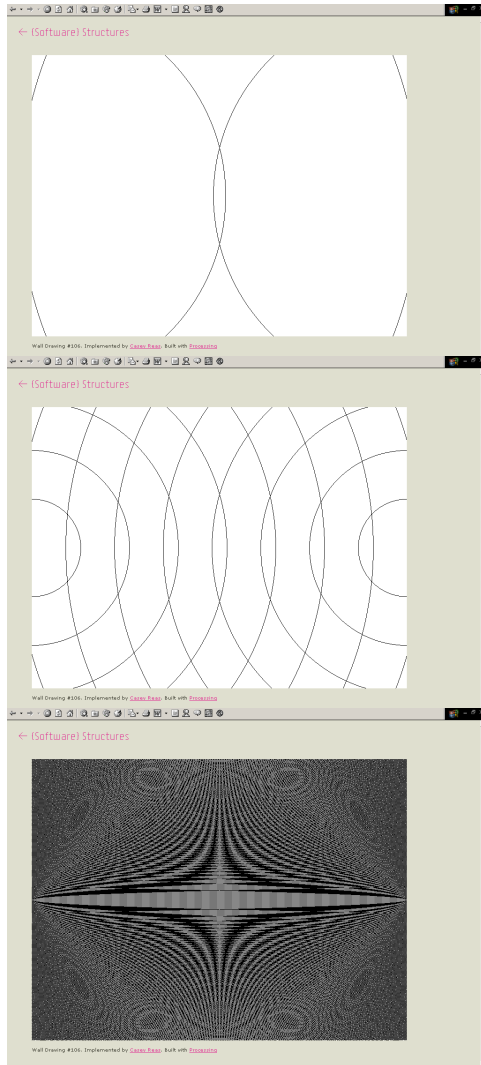 ← {Software} Structures
Wall Drawing #106. Implemented by Casey Reas. Built with Processing
← {Software} Structures
Wall Drawing #106. Implemented by Casey Reas. Built with Processing
← {Software} Structures
Wall Drawing #106. Implemented by Casey Reas. Built with Processing